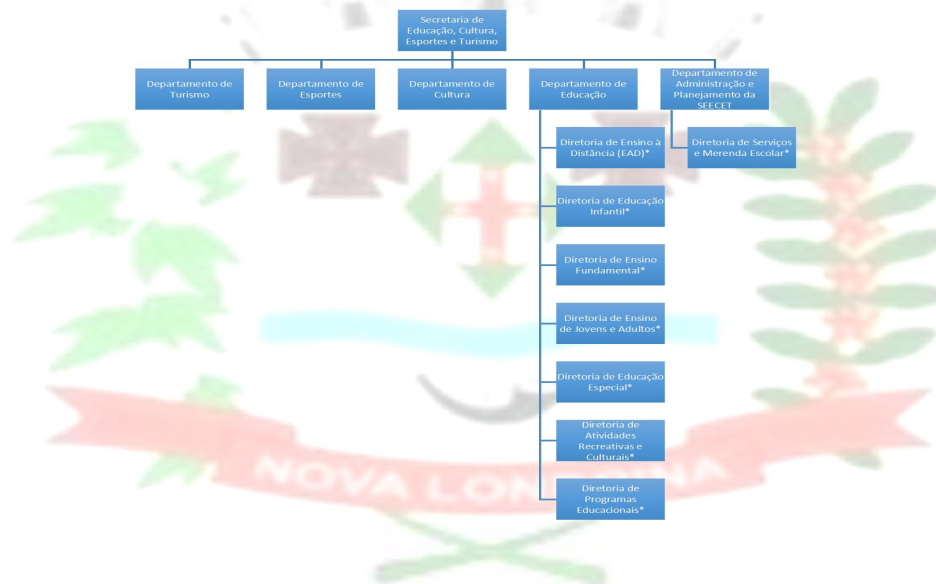 Secretaria de
Educação, Cultura,
Esportes e Turismo
Departamento de
Turismo
Departamento de
Esportes
Departamento de
Cultura
Departamento de
Educação
Departamento de
Administração e
Planejamento da
SEECET
Diretoria de Ensino à
Distância (EAD)*
Diretoria de Educação
Infantil*
Diretoria de Ensino
Fundamental*
Diretoria de Ensino
de Jovens e Adultos*
Diretoria de Educação
Especial*
Diretoria de
Atividades
Recreativas e
Culturais*
Diretoria de
Programas
Educacionais*
Diretoria de Serviços
e Merenda Escolar*
NOVA